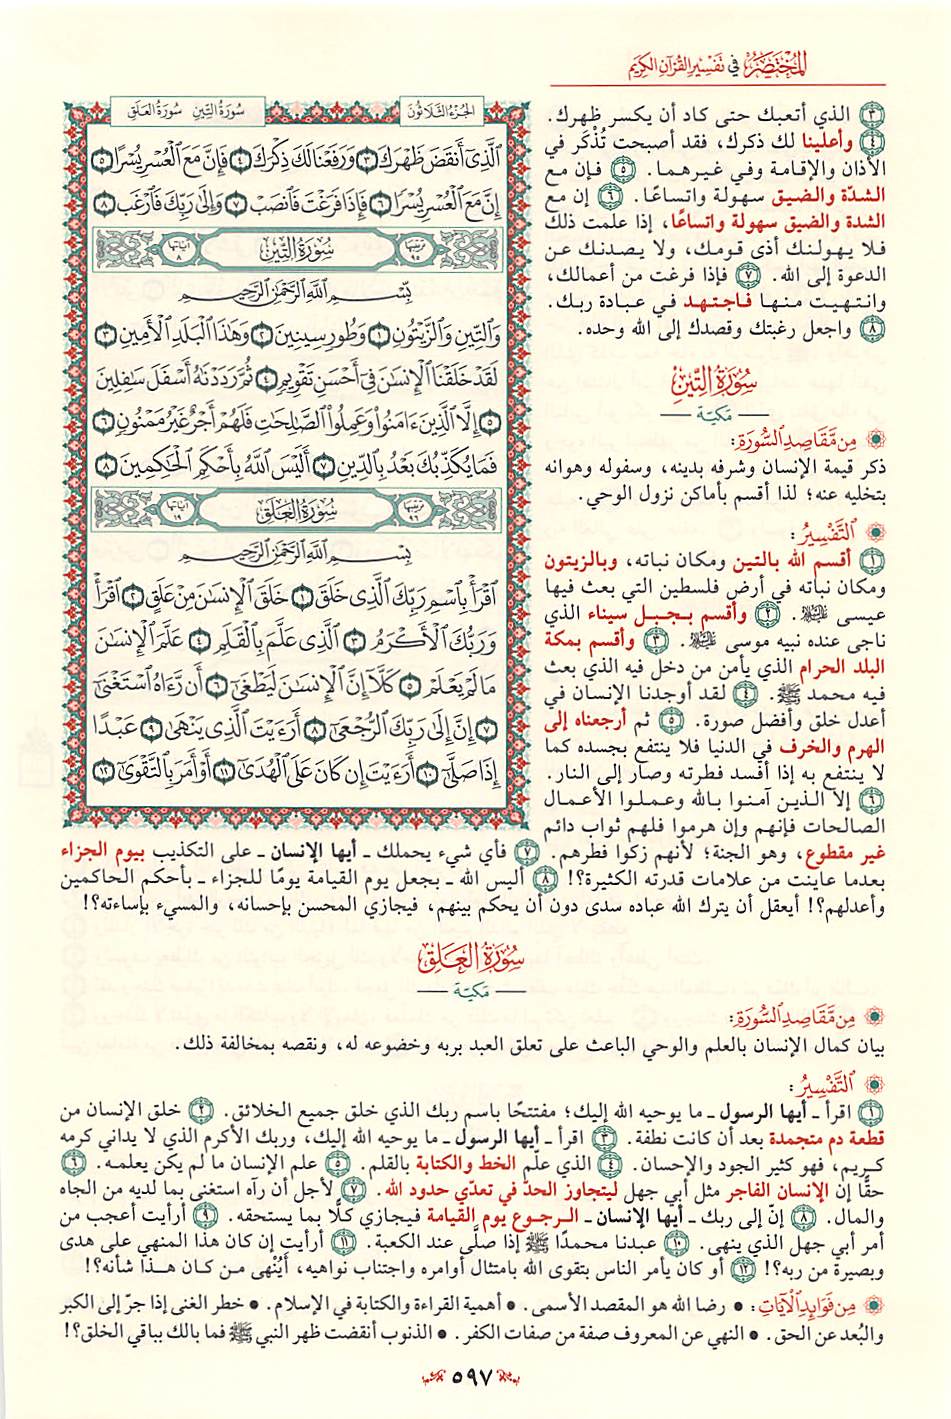 المختصر في تفسير القرآن الكريم
سورة التين سورة العلق
الجزء الثلاثون
ٱلَّذِىٓ أَنقَضَ ظَهْرَكَ ٣ وَرَفَعْنَا لَكَ ذِكْرَكَ ٤ فَإِنَّ مَعَ ٱلْعُسْرِ يُسْرًا ٥
إِنَّ مَعَ ٱلْعُسْرِ يُسْرًا ٦ فَإِذَا فَرَغْتَ فَٱنصَبْ ٧ وَإِلَىٰ رَبِّكَ فَٱرْغَب ٨
ترتيبها ٩٥ سورة التين آياتها ٨
بِسْمِ ٱللَّهِ ٱلرَّحْمَٰنِ ٱلرَّحِيمِ
وَٱلتِّينِ وَٱلزَّيْتُونِ ١ وَطُورِ سِينِينَ ٢ وَهَٰذَا ٱلْبَلَدِ ٱلْأَمِينِ ٣
لَقَدْ خَلَقْنَا ٱلْإِنسَٰنَ فِىٓ أَحْسَنِ تَقْوِيمٍ ٤ ثُمَّ رَدَدْنَٰهُ أَسْفَلَ سَٰفِلِينَ
٥ إِلَّا ٱلَّذِينَ ءَامَنُوا۟ وَعَمِلُوا۟ ٱلصَّٰلِحَٰتِ فَلَهُمْ أَجْرٌ غَيْرُ مَمْنُونٍ ٦
فَمَا يُكَذِّبُكَ بَعْدُ بِٱلدِّينِ ٧ أَلَيْسَ ٱللَّهُ بِأَحْكَمِ ٱلْحَٰكِمِينَ ٨
ترتيبها ٩٦ سورة العلق آياتها ١٩
بِسْمِ ٱللَّهِ ٱلرَّحْمَٰنِ ٱلرَّحِيمِ
ٱقْرَأْ بِٱسْمِ رَبِّكَ ٱلَّذِى خَلَقَ ١ خَلَقَ ٱلْإِنسَٰنَ مِنْ عَلَقٍ ٢ ٱقْرَأْ
وَرَبُّكَ ٱلْأَكْرَمُ ٣ ٱلَّذِى عَلَّمَ بِٱلْقَلَمِ ٤ عَلَّمَ ٱلْإِنسَٰنَ
مَا لَمْ يَعْلَمْ ٥ كَلَّآ إِنَّ ٱلْإِنسَٰنَ لَيَطْغَىٰٓ ٦ أَن رَّءَاهُ ٱسْتَغْنَىٰٓ
٧ إِنَّ إِلَىٰ رَبِّكَ ٱلرُّجْعَىٰٓ ٨ أَرَءَيْتَ ٱلَّذِى يَنْهَىٰ ٩ عَبْدًا
إِذَا صَلَّىٰٓ ١٠ أَرَءَيْتَ إِن كَانَ عَلَى ٱلْهُدَىٰٓ ١١ أَوْ أَمَرَ بِٱلتَّقْوَىٰٓ ١٢
٣ الذي أتعبك حتى كاد أن يكسر ظهرك.
٤ وأعلينا لك ذكرك، فقد أصبحت تُذْكَر في
الأذان والإقامة وفي غيرهما. ٥ فإن مع
الشدّة والضيق سهولة واتساعًا. ٦ إن مع
الشدة والضيق سهولة واتساعًا، إذا علمت ذلك
فلا يهولنك أذى قومك، ولا يصدنك عن
الدعوة إلى الله. ٧ فإذا فرغت من أعمالك،
وانتهيت منها فاجتهد في عبادة ربك.
٨ واجعل رغبتك وقصدك إلى الله وحده.
سورة التين
مكيّة
من مقاصد السورة:
ذكر قيمة الإنسان وشرفه بدينه، وسفوله وهوانه
بتخليه عنه؛ لذا أقسم بأماكن نزول الوحي.
التفسير:
١ أقسم الله بالتين ومكان نباته، وبالزيتون
ومكان نباته في أرض فلسطين التي بعث فيها
عيسى عليه السلام. ٢ وأقسم بجبل سيناء الذي
ناجى عنده نبيه موسى عليه السلام. ٣ وأقسم بمكة
البلد الحرام الذي يأمن من دخل فيه الذي بعث
فيه محمد ﷺ. ٤ لقد أوجدنا الإنسان في
أعدل خلق وأفضل صورة. ٥ ثم أرجعناه إلى
الهرم والخرف في الدنيا فلا ينتفع بجسده كما
لا ينتفع به إذا أفسد فطرته وصار إلى النار.
٦ إلا الذين آمنوا بالله وعملوا الأعمال
الصالحات فإنهم وإن هرموا فلهم ثواب دائم
غير مقطوع، وهو الجنة؛ لأنهم زكوا فطرهم. ٧ فأي شيء يحملك ـ أيها الإنسان ـ على التكذيب بيوم الجزاء
بعدما عاينت من علامات قدرته الكثيرة؟! ٨ أليس الله ـ بجعل يوم القيامة يومًا للجزاء ـ بأحكم الحاكمين
وأعدلهم؟! أيعقل أن يترك الله عباده سدى دون أن يحكم بينهم، فيجازي المحسن بإحسانه، والمسيء بإساءته؟!
سورة العلق
مكيّة
من مقاصد السورة:
بيان كمال الإنسان بالعلم والوحي الباعث على تعلق العبد بربه وخضوعه له، ونقصه بمخالفة ذلك.
التفسير:
١ اقرأ ـ أيها الرسول ـ ما يوحيه الله إليك؛ مفتتحًا باسم ربك الذي خلق جميع الخلائق. ٢ خلق الإنسان من
قطعة دم متجمدة بعد أن كانت نطفة. ٣ اقرأ ـ أيها الرسول ـ ما يوحيه الله إليك، وربك الأكرم الذي لا يداني كرمه
كريم، فهو كثير الجود والإحسان. ٤ الذي علّم الخط والكتابة بالقلم. ٥ علم الإنسان ما لم يكن يعلمه. ٦
حقًّا إن الإنسان الفاجر مثل أبي جهل ليتجاوز الحدّ في تعدّي حدود الله. ٧ لأجل أن رآه استغنى بما لديه من الجاه
والمال. ٨ إنّ إلى ربك ـ أيها الإنسان ـ الرجوع يوم القيامة فيجازي كلًّا بما يستحقه. ٩ أرأيت أعجب من
أمر أبي جهل الذي ينهى. ١٠ عبدنا محمدًا ﷺ إذا صلَّى عند الكعبة. ١١ أرأيت إن كان هذا المنهي على هدى
وبصيرة من ربه؟! ١٢ أو كان يأمر الناس بتقوى الله بامتثال أوامره واجتناب نواهيه، أيُنْهى من كان هذا شأنه؟!
من فوائد الآيات: • رضا الله هو المقصد الأسمى. • أهمية القراءة والكتابة في الإسلام. • خطر الغنى إذا جرّ إلى الكبر
والبُعد عن الحق. • النهي عن المعروف صفة من صفات الكفر. • الذنوب أنقضت ظهر النبي ﷺ فما بالك بباقي الخلق؟!
٥٩٧